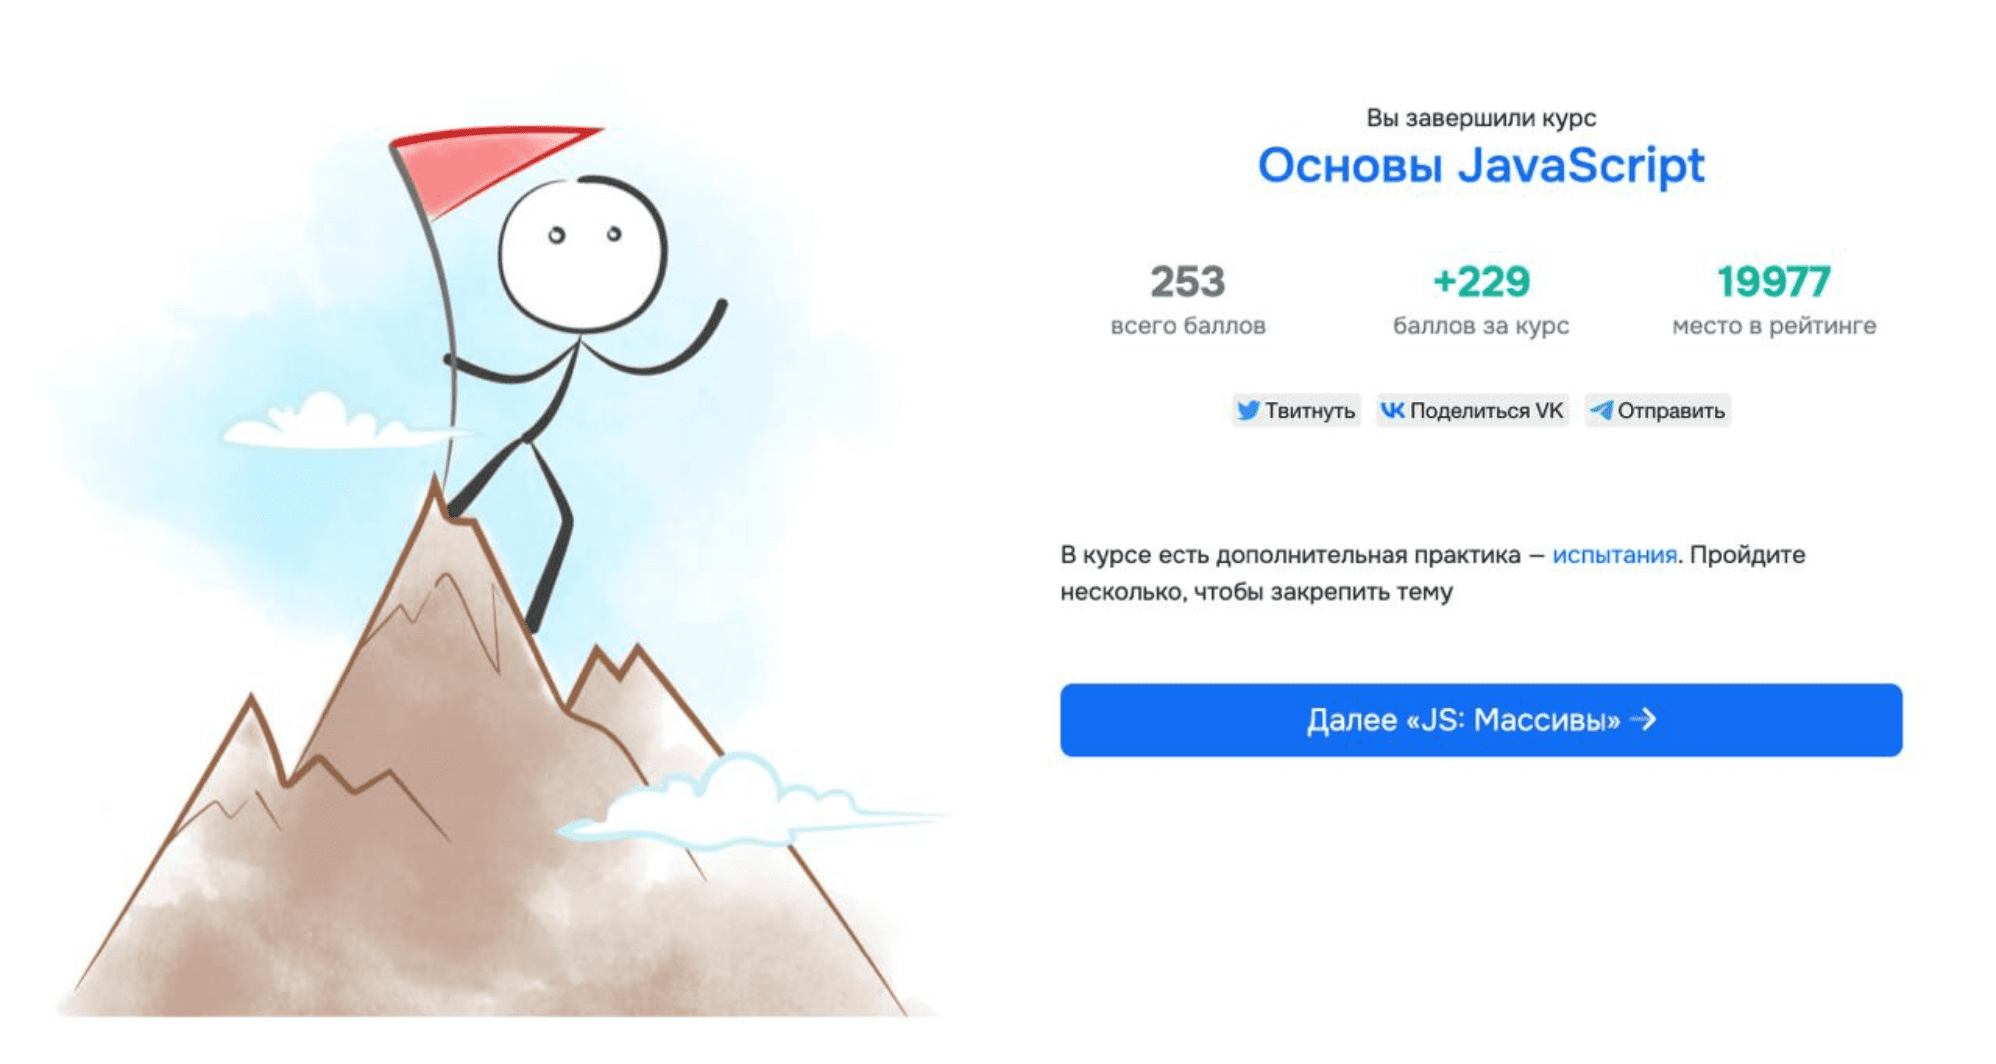 Вы завершили курс
Основы JavaScript
253
всего баллов
+229
баллов за курс
19977
место в рейтинге
Твитнуть
Поделиться VK
Отправить
В курсе есть дополнительная практика — испытания. Пройдите
несколько, чтобы закрепить тему
Далее «JS: Массивы» →